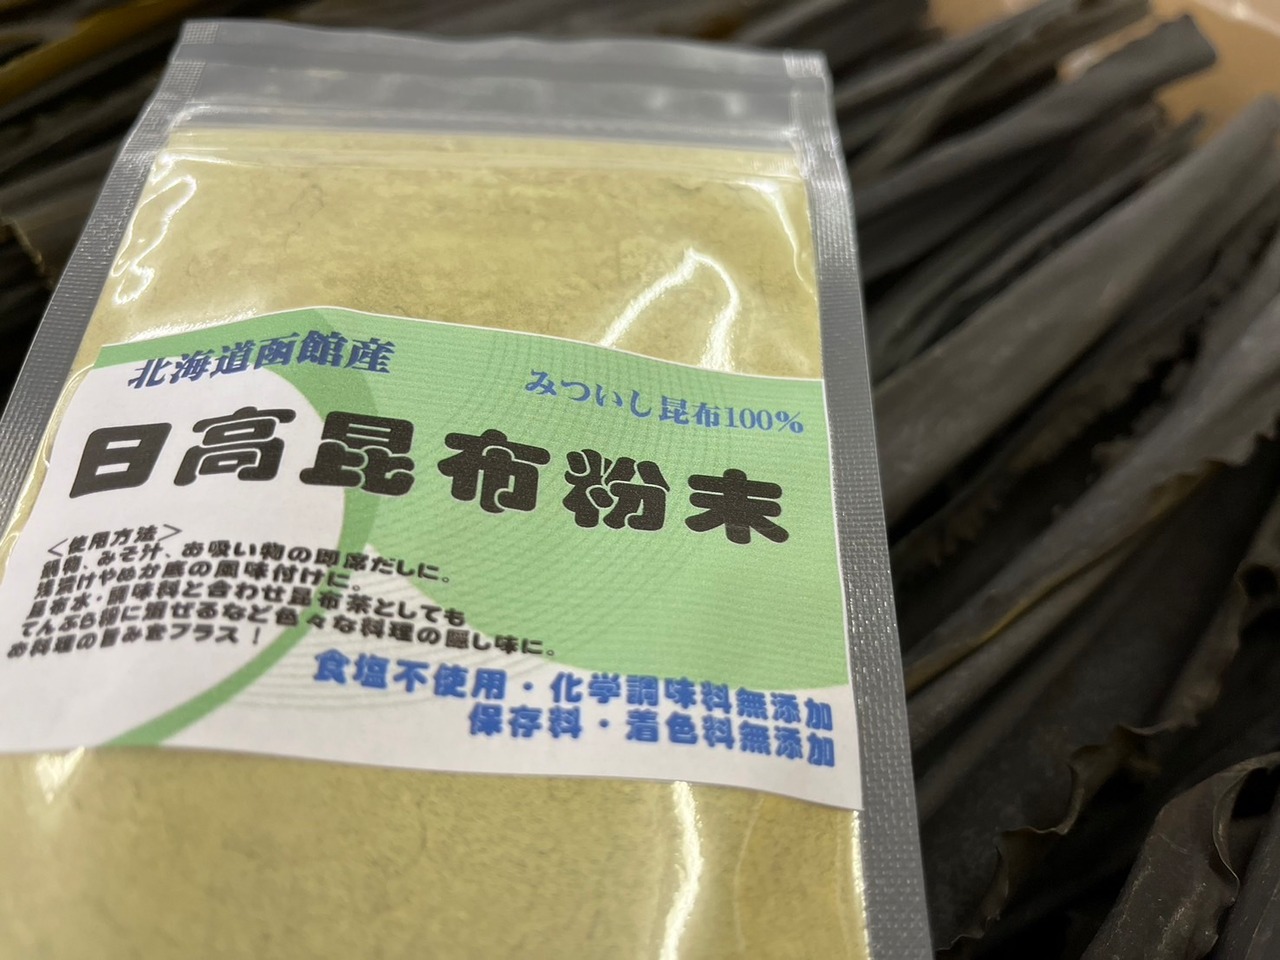 北海道函館産
みついし昆布100%
日高昆布粉末
＜使用方法＞
鍋物、みそ汁、お吸い物の即席だしに。
浅漬けやぬか底の風味付けに。
昆布水・調味料と合わせ昆布茶としても
てんぷら粉に混ぜるなど色々な料理の隠し味に。
お料理の旨み食プラス！
食塩不使用・化学調味料無添加
保存料・着色料無添加